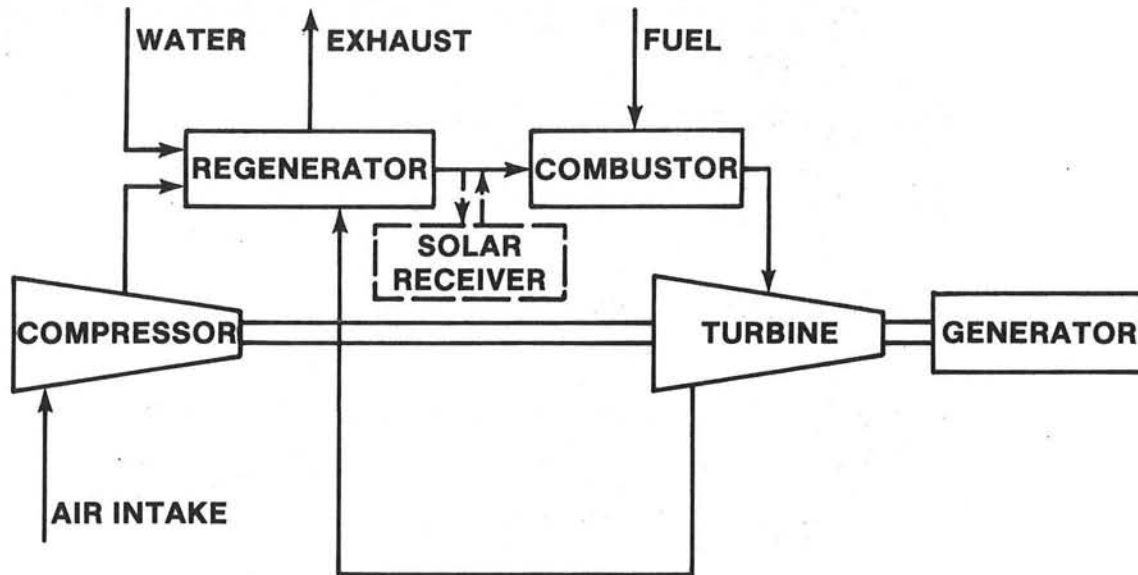 WATER
EXHAUST
FUEL
REGENERATOR
COMBUSTOR
SOLAR
RECEIVER
COMPRESSOR
TURBINE
GENERATOR
AIR INTAKE